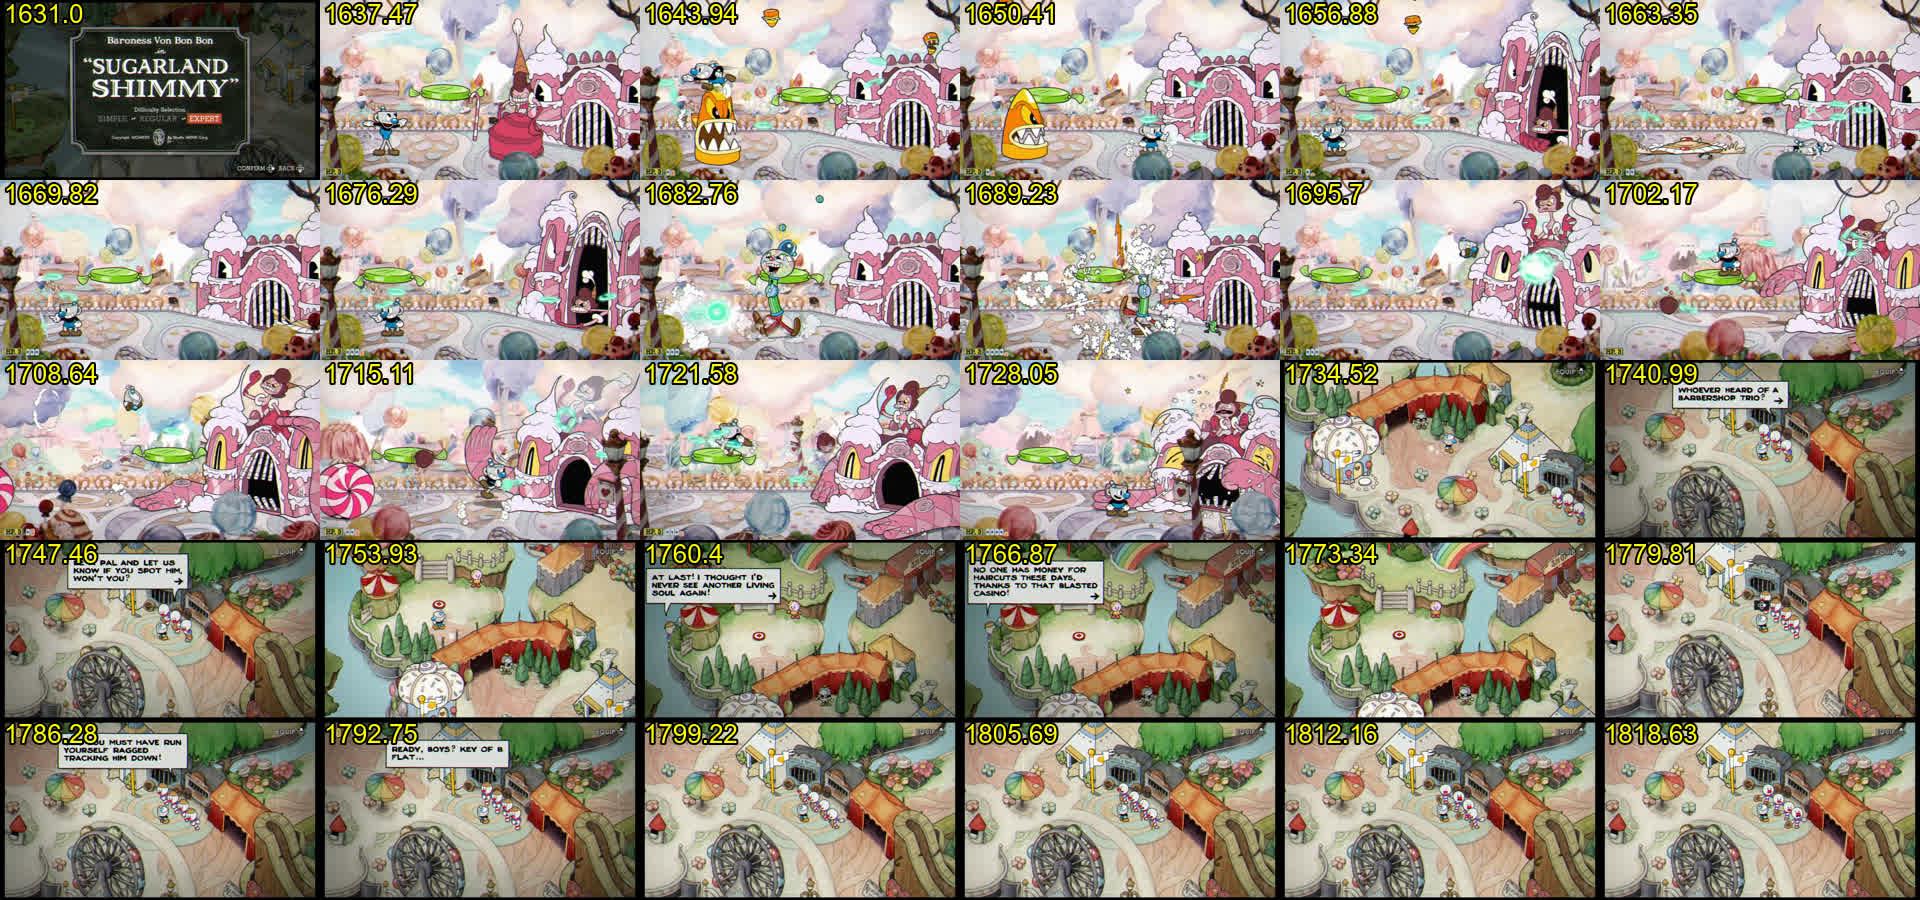 1631.0
Baroness Von Bon Bon
in
"SUGARLAND
SHIMMY"
Difficulty Selection
SIMPLE - REGULAR - EXPERT
CONFIRM BACK
1637.47
1643.94
1650.41
1656.88
1663.35
1669.82
1676.29
1682.76
1689.23
1695.7
1702.17
1708.64
1715.11
1721.58
1728.05
1734.52
EQUIP
1740.99
WHOEVER HEARD OF A
BARBERSHOP TRIO?
1747.46
PAL AND LET US
KNOW IF YOU SPOT HIM,
WON'T YOU?
1753.93
1760.4
AT LAST! I THOUGHT I'D
NEVER SEE ANOTHER LIVING
SOUL AGAIN!
1766.87
NO ONE HAS MONEY FOR
HAIRCUTS THESE DAYS,
THANKS TO THAT BLASTED
CASINO!
1773.34
1779.81
1786.28
MUST HAVE RUN
YOURSELF RAGGED
TRACKING HIM DOWN!
1792.75
READY, BOYS? KEY OF B
FLAT...
1799.22
1805.69
1812.16
1818.63